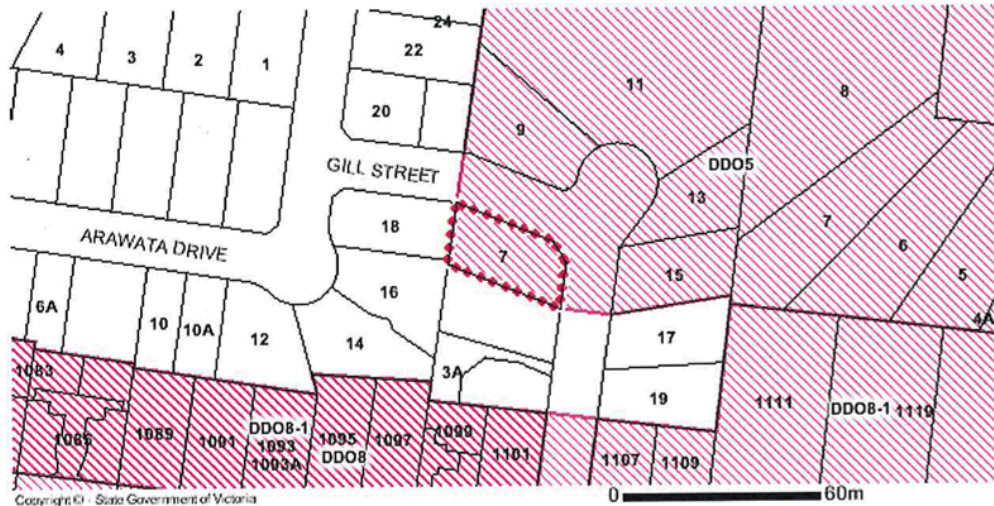 24
4
3
2
1
22
11
8
20
9
DDO5
GILL STREET
13
7
18
7
6
ARAWATA DRIVE
15
5
16
4A
6A
10
10A
12
14
17
3A
1083
19
1111
DDO8-1
1119
1085
1089
1091
DDO8-1
1093
1093A
1095
DDO8
1097
1099
1101
1107
1109
Copyright © - State Government of Victoria
0
60m